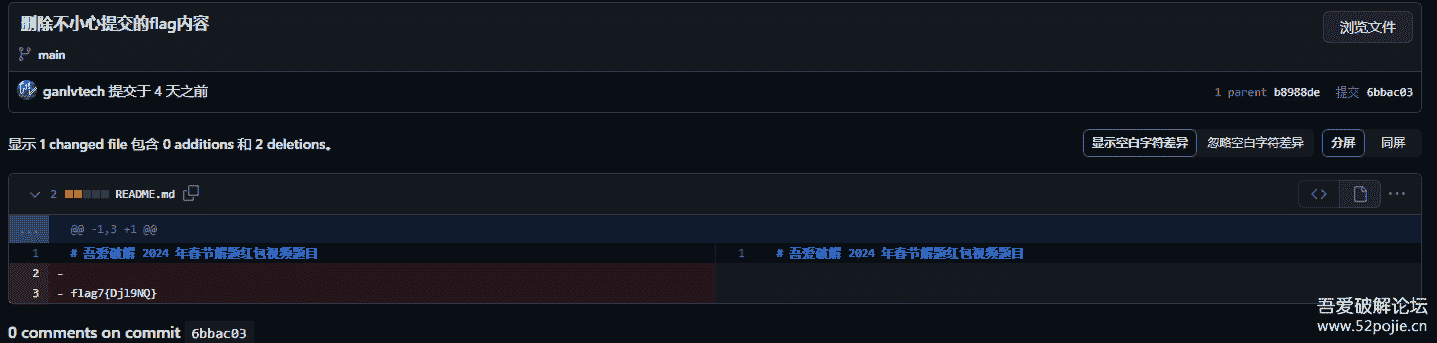 删除不小心提交的flag内容
浏览文件
main
ganlvtech 提交于 4 天之前
1 parent b8988de 提交 6bbac03
显示 1 changed file 包含 0 additions 和 2 deletions。
显示空白字符差异 忽略空白字符差异 分屏 同屏
2 README.md
@@ -1,3 +1 @@
1 # 吾爱破解 2024 年春节解题红包视频题目 1 # 吾爱破解 2024 年春节解题红包视频题目
2 -
3 - flag7{Djl9NQ}
0 comments on commit 6bbac03
吾爱破解论坛
www.52pojie.cn